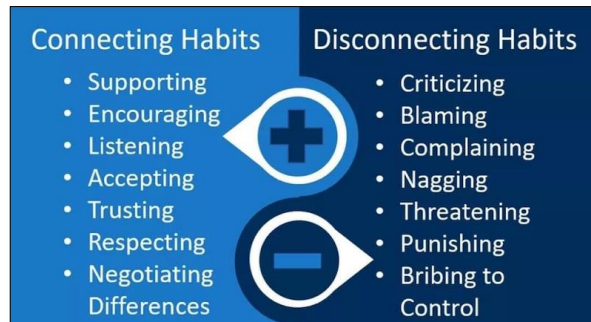 Connecting Habits
• Supporting
• Encouraging
• Listening
• Accepting
• Trusting
• Respecting
• Negotiating
Differences
Disconnecting Habits
• Criticizing
• Blaming
• Complaining
• Nagging
• Threatening
• Punishing
• Bribing to
Control